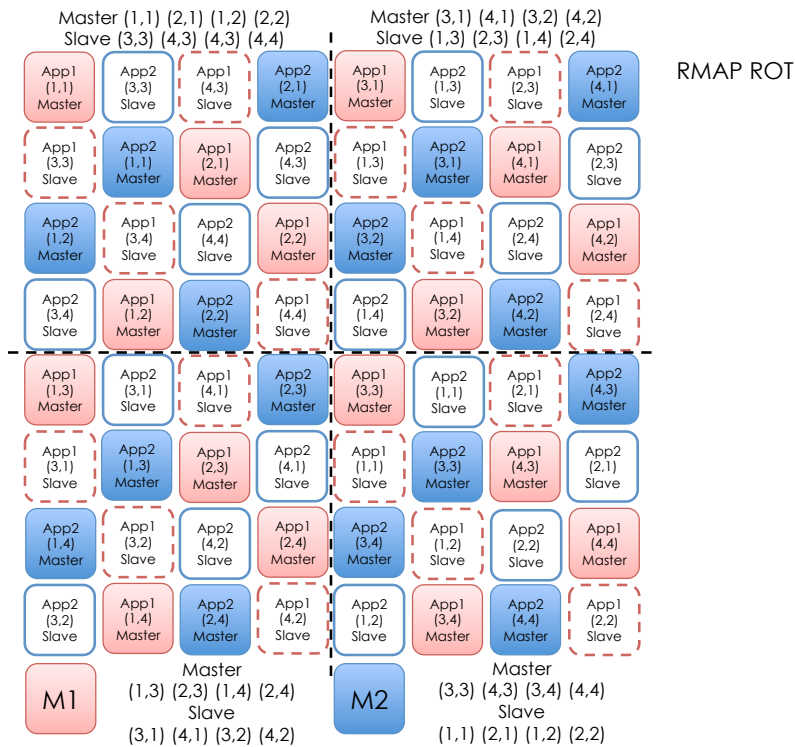 Master (1,1) (2,1) (1,2) (2,2)
Slave (3,3) (4,3) (4,3) (4,4)
Master (3,1) (4,1) (3,2) (4,2)
Slave (1,3) (2,3) (1,4) (2,4)
RMAP ROT
App1
(1,1)
Master
App2
(3,3)
Slave
App1
(4,3)
Slave
App2
(2,1)
Master
App1
(3,1)
Master
App2
(1,3)
Slave
App1
(2,3)
Slave
App2
(4,1)
Master
App1
(3,3)
Slave
App2
(1,1)
Master
App1
(2,1)
Master
App2
(4,3)
Slave
App1
(1,3)
Slave
App2
(3,1)
Master
App1
(4,1)
Master
App2
(2,3)
Slave
App2
(1,2)
Master
App1
(3,4)
Slave
App2
(4,4)
Slave
App1
(2,2)
Master
App2
(3,2)
Master
App1
(1,4)
Slave
App2
(2,4)
Slave
App1
(4,2)
Master
App2
(3,4)
Slave
App1
(1,2)
Master
App2
(2,2)
Master
App1
(4,4)
Slave
App2
(1,4)
Slave
App1
(3,2)
Master
App2
(4,2)
Master
App1
(2,4)
Slave
App1
(1,3)
Master
App2
(3,1)
Slave
App1
(4,1)
Slave
App2
(2,3)
Master
App1
(3,3)
Master
App2
(1,1)
Slave
App1
(2,1)
Slave
App2
(4,3)
Master
App1
(3,1)
Slave
App2
(1,3)
Master
App1
(2,3)
Master
App2
(4,1)
Slave
App1
(1,1)
Slave
App2
(3,3)
Master
App1
(4,3)
Master
App2
(2,1)
Slave
App2
(1,4)
Master
App1
(3,2)
Slave
App2
(4,2)
Slave
App1
(2,4)
Master
App2
(3,4)
Master
App1
(1,2)
Slave
App2
(2,2)
Slave
App1
(4,4)
Master
App2
(3,2)
Slave
App1
(1,4)
Master
App2
(2,4)
Master
App1
(4,2)
Slave
App2
(1,2)
Slave
App1
(3,4)
Master
App2
(4,4)
Master
App1
(2,2)
Slave
M1
Master
(1,3) (2,3) (1,4) (2,4)
Slave
(3,1) (4,1) (3,2) (4,2)
M2
Master
(3,3) (4,3) (3,4) (4,4)
Slave
(1,1) (2,1) (1,2) (2,2)